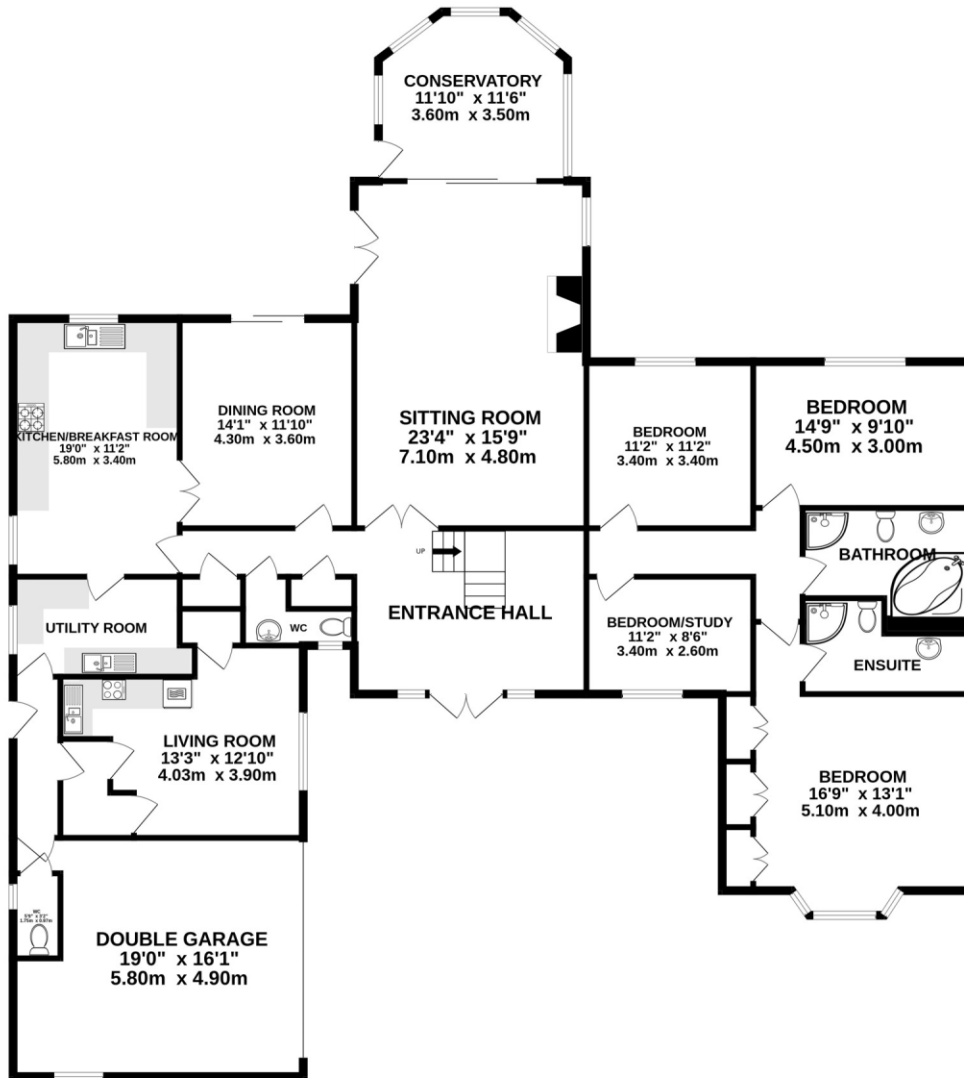 CONSERVATORY
11'10" x 11'6"
3.60m x 3.50m
KITCHEN/BREAKFAST ROOM
19'0" x 11'2"
5.80m x 3.40m
DINING ROOM
14'1" x 11'10"
4.30m x 3.60m
SITTING ROOM
23'4" x 15'9"
7.10m x 4.80m
BEDROOM
11'2" x 11'2"
3.40m x 3.40m
BEDROOM
14'9" x 9'10"
4.50m x 3.00m
UP
BATHROOM
ENTRANCE HALL
UTILITY ROOM
WC
BEDROOM/STUDY
11'2" x 8'6"
3.40m x 2.60m
ENSUITE
LIVING ROOM
13'3" x 12'10"
4.03m x 3.90m
BEDROOM
16'9" x 13'1"
5.10m x 4.00m
WC
DOUBLE GARAGE
19'0" x 16'1"
5.80m x 4.90m